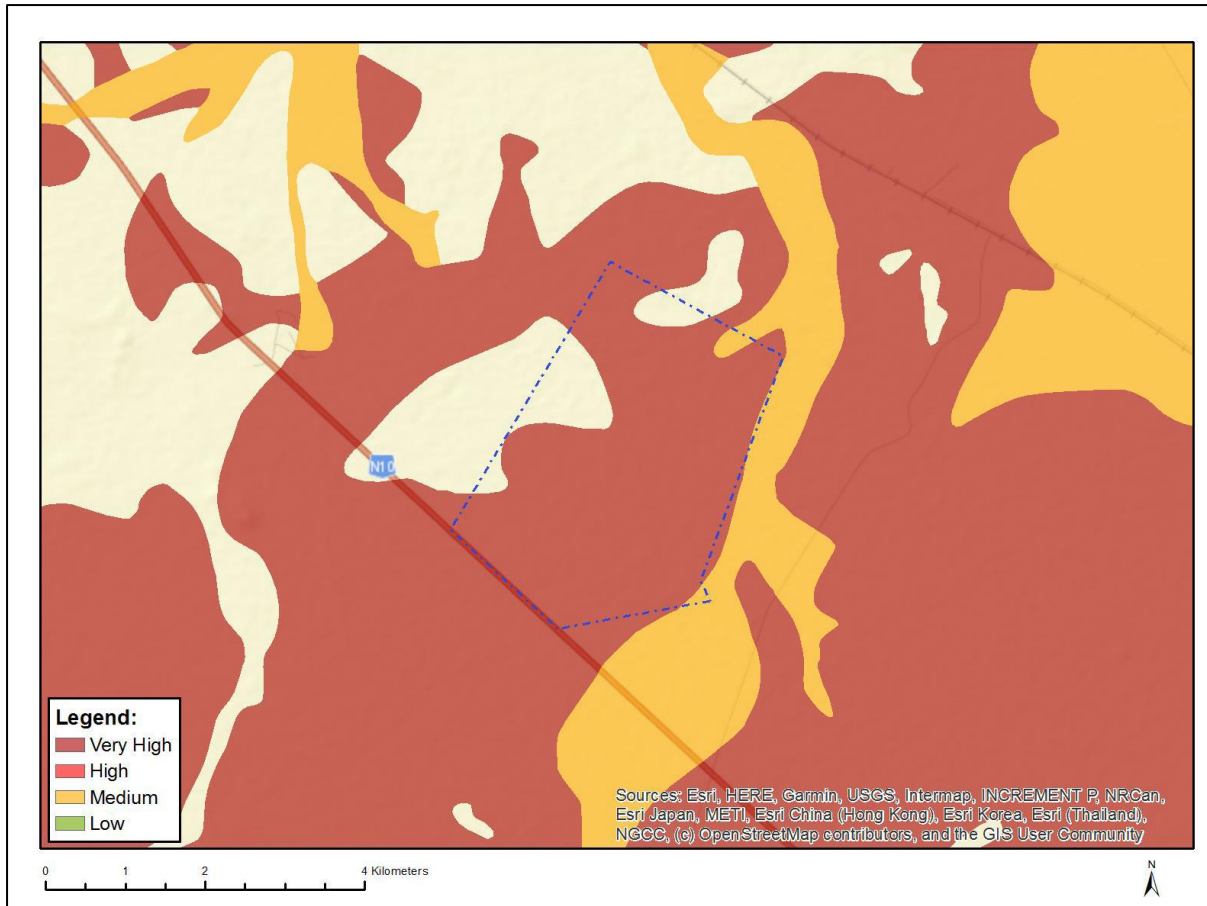 N10
Legend:
Very High
High
Medium
Low
Sources: Esri, HERE, Garmin, USGS, Intermap, INCREMENT P, NRCan,
Esri Japan, METI, Esri China (Hong Kong), Esri Korea, Esri (Thailand),
NGCC, (c) OpenStreetMap contributors, and the GIS User Community
0 1 2 4 Kilometers
N